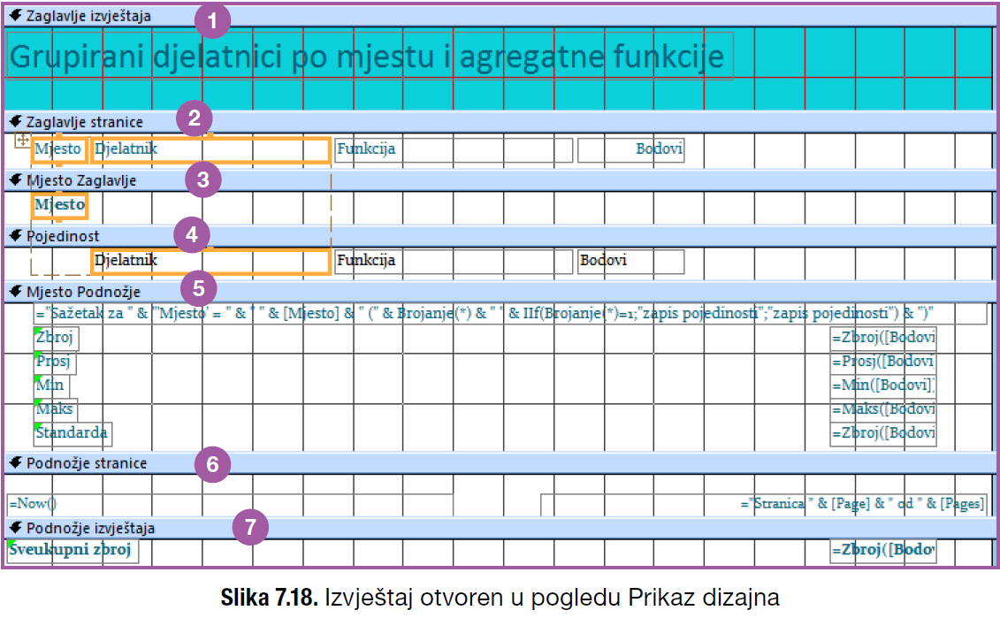 Zaglavlje izvještaja 1
Grupirani djelatnici po mjestu i agregatne funkcije
Zaglavlje stranice 2
Mjesto Djelatnik Funkcija Bodovi
Mjesto Zaglavlje 3
Mjesto
Pojedinost 4
Djelatnik Funkcija Bodovi
Mjesto Podnožje 5
="Sažetak za " & "'Mjesto' = " & " " & [Mjesto] & " (" & Brojanje(*) & " " & IIf(Brojanje(*)=1;"zapis pojedinosti";"zapis pojedinosti") & ")"
Zbroj =Zbroj([Bodovi
Prosj =Prosj([Bodovi
Min =Min([Bodovi]
Maks =Maks([Bodovi
Standarda =Zbroj([Bodovi
Podnožje stranice 6
=Now() ="Stranica " & [Page] & " od " & [Pages]
Podnožje izvještaja 7
Sveukupni zbroj =Zbroj([Bodo
Slika 7.18. Izvještaj otvoren u pogledu Prikaz dizajna